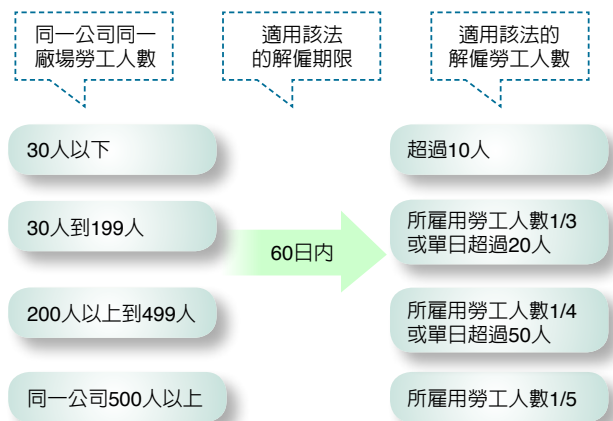 同一公司同一
廠場勞工人數
適用該法
的解僱期限
適用該法的
解僱勞工人數
30人以下
超過10人
30人到199人
60日內
所雇用勞工人數1/3
或單日超過20人
200人以上到499人
所雇用勞工人數1/4
或單日超過50人
同一公司500人以上
所雇用勞工人數1/5